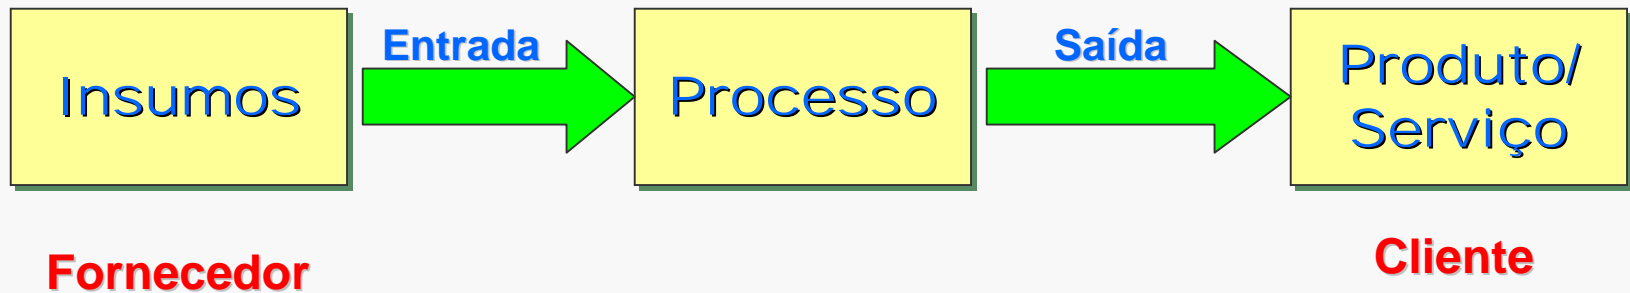 Insumos
Entrada
Processo
Saída
Produto/
Serviço
Fornecedor
Cliente